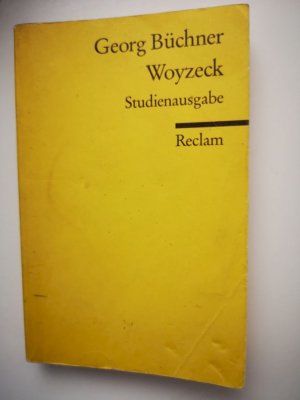 Georg Büchner
Woyzeck
Studienausgabe
Reclam